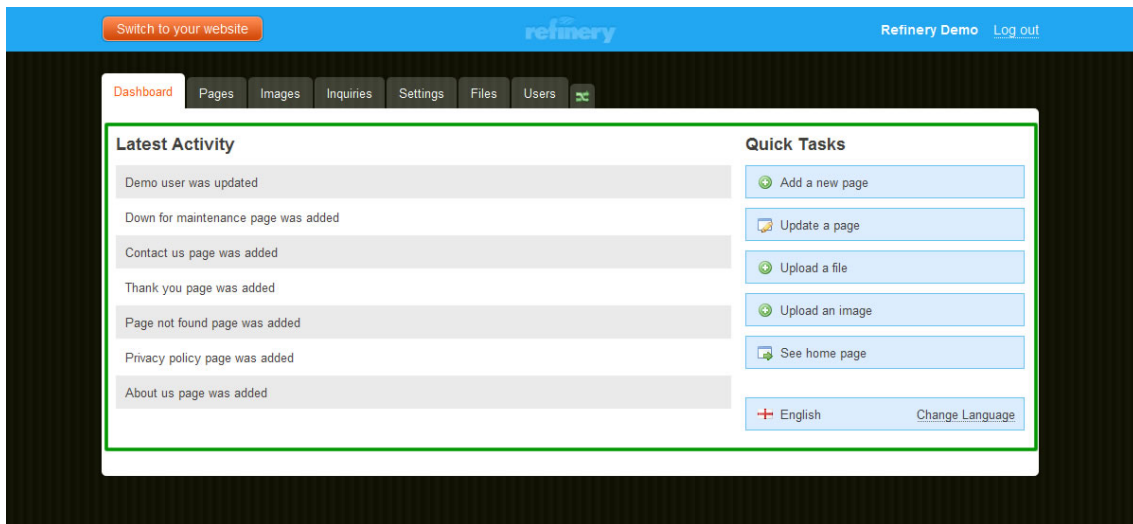 Switch to your website
refinery
Refinery Demo Log out
Dashboard Pages Images Inquiries Settings Files Users
Latest Activity
Demo user was updated
Down for maintenance page was added
Contact us page was added
Thank you page was added
Page not found page was added
Privacy policy page was added
About us page was added
Quick Tasks
Add a new page
Update a page
Upload a file
Upload an image
See home page
English Change Language